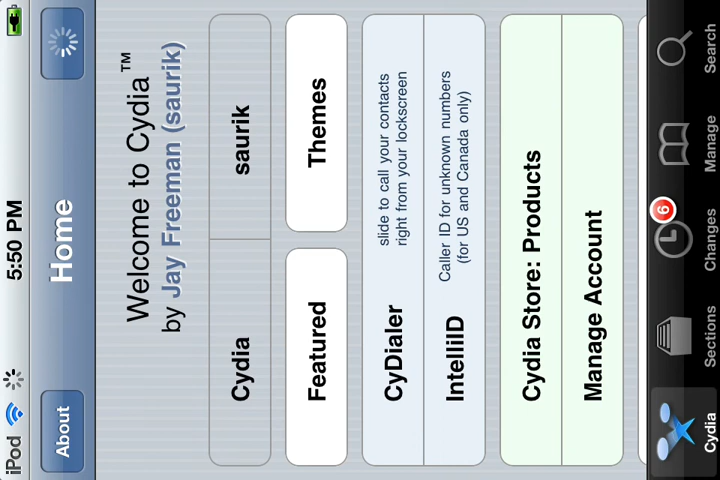 iPod 5:50 PM
About Home
Welcome to Cydia™
by Jay Freeman (saurik)
Cydia saurik
Featured Themes
CyDialer slide to call your contacts
right from your lockscreen
IntelliID Caller ID for unknown numbers
(for US and Canada only)
Cydia Store: Products
Manage Account
6
Cydia Sections Changes Manage Search